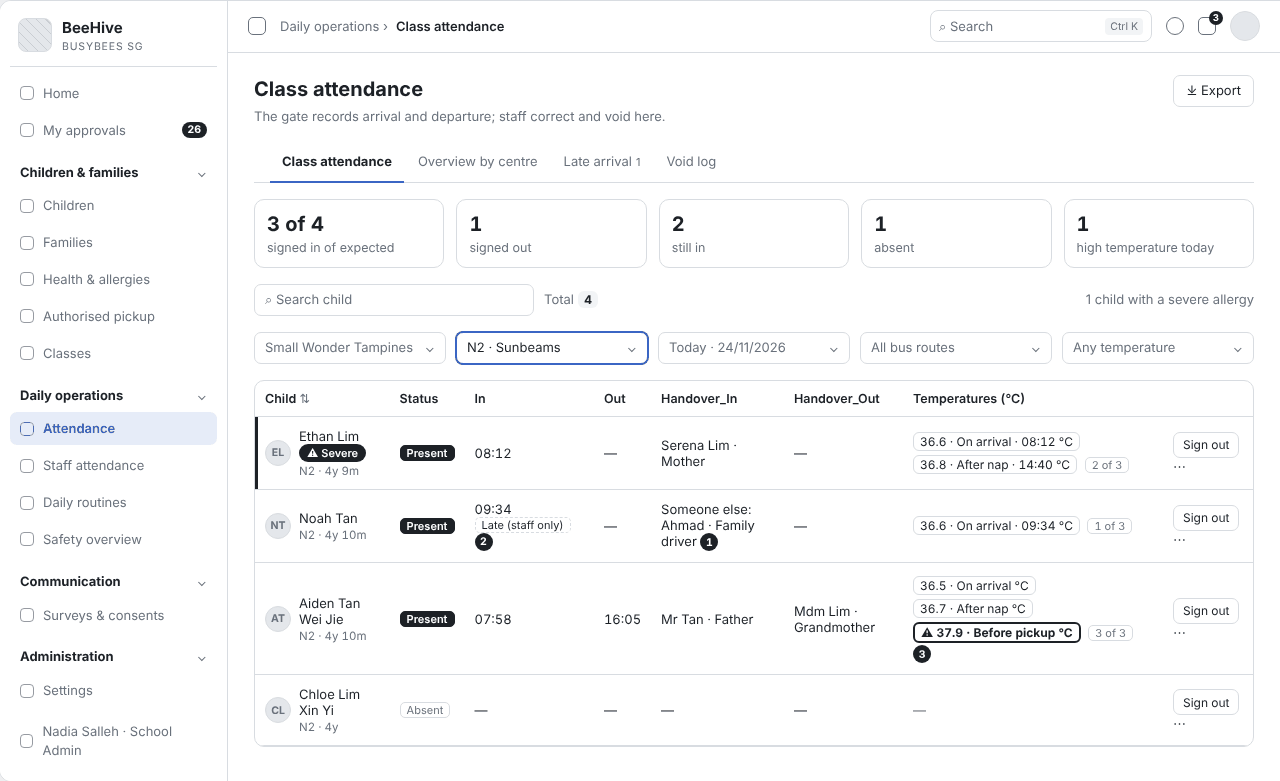 BeeHive
BUSYBEES SG
Home
My approvals 26
Children & families
Children
Families
Health & allergies
Authorised pickup
Classes
Daily operations
Attendance
Staff attendance
Daily routines
Safety overview
Communication
Surveys & consents
Administration
Settings
Nadia Salleh · School
Admin
Daily operations › Class attendance
Search Ctrl K
3
Class attendance
The gate records arrival and departure; staff correct and void here.
Export
Class attendance Overview by centre Late arrival 1 Void log
3 of 4
signed in of expected
1
signed out
2
still in
1
absent
1
high temperature today
Search child
Total 4
1 child with a severe allergy
Small Wonder Tampines
N2 · Sunbeams
Today · 24/11/2026
All bus routes
Any temperature
Child Status In Out Handover_In Handover_Out Temperatures (°C)
EL
Ethan Lim
Severe
N2 · 4y 9m
Present
08:12
—
Serena Lim ·
Mother
—
36.6 · On arrival · 08:12 °C
36.8 · After nap · 14:40 °C 2 of 3
Sign out
...
NT
Noah Tan
N2 · 4y 10m
Present
09:34
Late (staff only)
2
—
Someone else:
Ahmad · Family
driver 1
—
36.6 · On arrival · 09:34 °C 1 of 3
Sign out
...
AT
Aiden Tan
Wei Jie
N2 · 4y 10m
Present
07:58
16:05
Mr Tan · Father
Mdm Lim ·
Grandmother
36.5 · On arrival °C
36.7 · After nap °C
37.9 · Before pickup °C 3 of 3
3
Sign out
...
CL
Chloe Lim
Xin Yi
N2 · 4y
Absent
—
—
—
—
—
Sign out
...